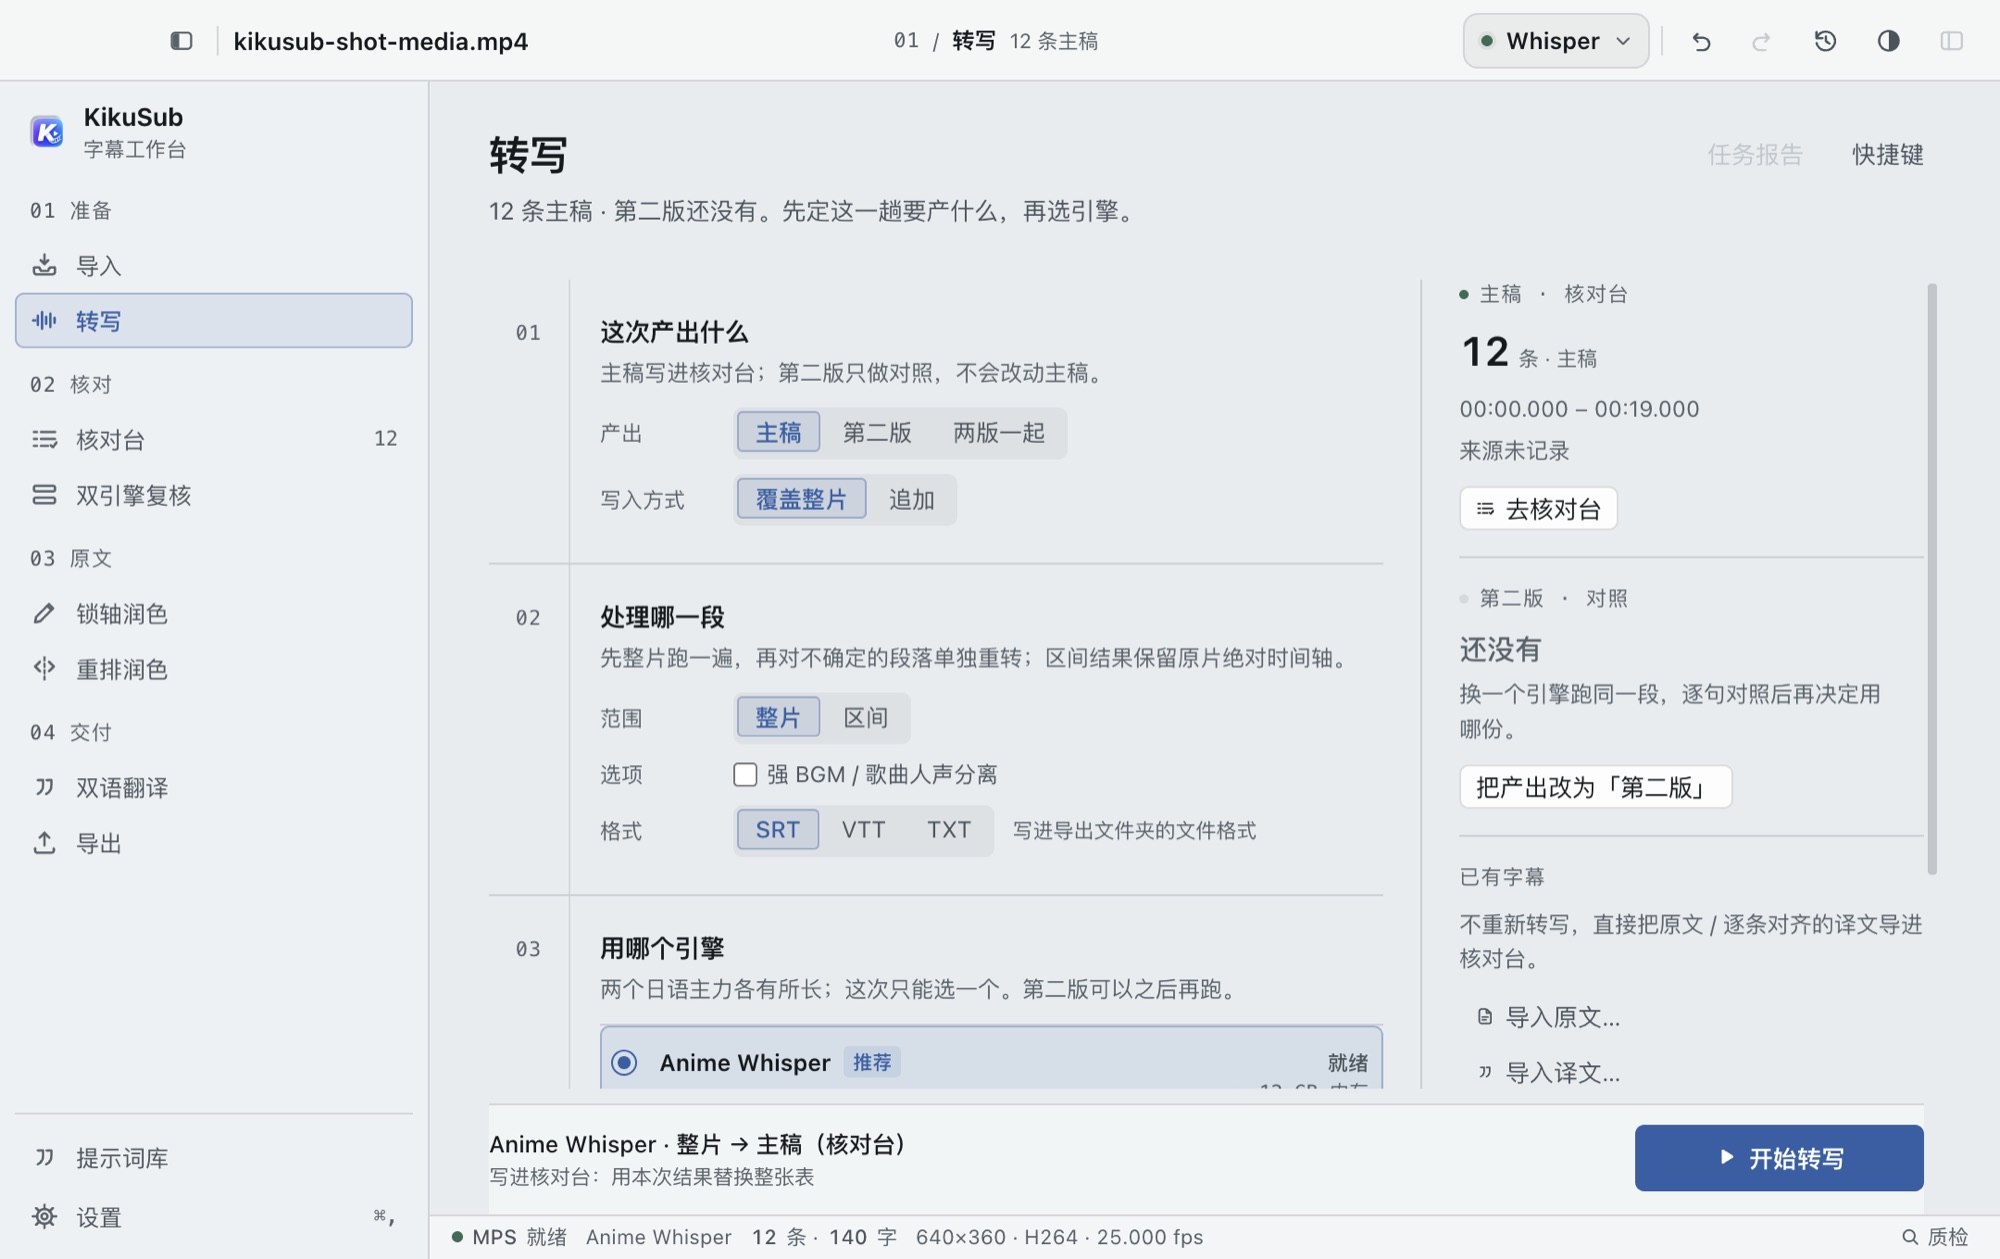 kikusub-shot-media.mp4
01 / 转写 12 条主稿
Whisper
KikuSub
字幕工作台
01 准备
导入
转写
02 核对
核对台 12
双引擎复核
03 原文
锁轴润色
重排润色
04 交付
双语翻译
导出
提示词库
设置 ⌘,
转写
任务报告 快捷键
12 条主稿 · 第二版还没有。先定这一趟要产什么，再选引擎。
01 这次产出什么
主稿写进核对台；第二版只做对照，不会改动主稿。
产出 主稿 第二版 两版一起
写入方式 覆盖整片 追加
02 处理哪一段
先整片跑一遍，再对不确定的段落单独重转；区间结果保留原片绝对时间轴。
范围 整片 区间
选项 强 BGM / 歌曲人声分离
格式 SRT VTT TXT 写进导出文件夹的文件格式
03 用哪个引擎
两个日语主力各有所长；这次只能选一个。第二版可以之后再跑。
Anime Whisper 推荐 就绪
主稿 · 核对台
12 条 · 主稿
00:00.000 – 00:19.000
来源未记录
去核对台
第二版 · 对照
还没有
换一个引擎跑同一段，逐句对照后再决定用
哪份。
把产出改为「第二版」
已有字幕
不重新转写，直接把原文 / 逐条对齐的译文导进
核对台。
导入原文...
导入译文...
Anime Whisper · 整片 → 主稿（核对台）
写进核对台：用本次结果替换整张表
开始转写
MPS 就绪 Anime Whisper 12 条 · 140 字 640×360 · H264 · 25.000 fps
质检